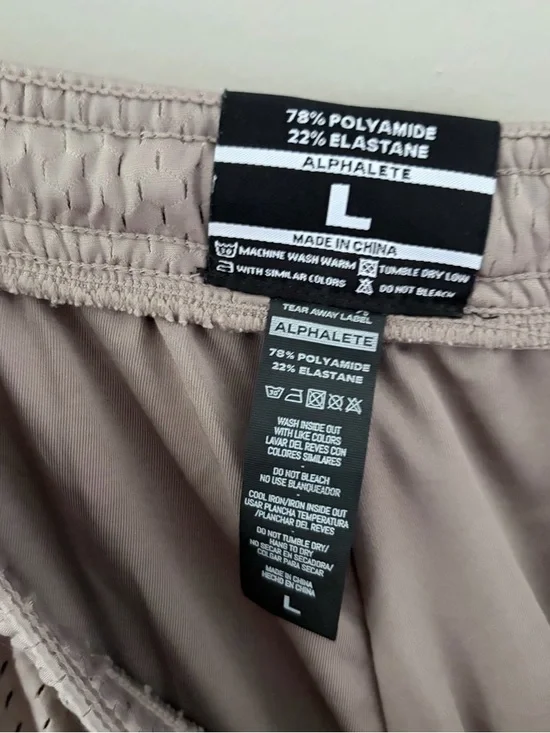 78% POLYAMIDE
22% ELASTANE
ALPHALETE
L
MADE IN CHINA
30 MACHINE WASH WARM TUMBLE DRY LOW
WITH SIMILAR COLORS DO NOT BLEACH
TEAR AWAY LABEL
ALPHALETE
78% POLYAMIDE
22% ELASTANE
30
WASH INSIDE OUT
WITH LIKE COLORS
LAVAR DEL REVES CON
COLORES SIMILARES
-
DO NOT BLEACH
NO USE BLANQUEADOR
-
COOL IRON/IRON INSIDE OUT
USAR PLANCHA TEMPERATURA
/PLANCHAR DEL REVES
-
DO NOT TUMBLE DRY/
HANG TO DRY
NO SECAR EN SECADORA/
COLGAR PARA SECAR
-
MADE IN CHINA
HECHO EN CHINA
L